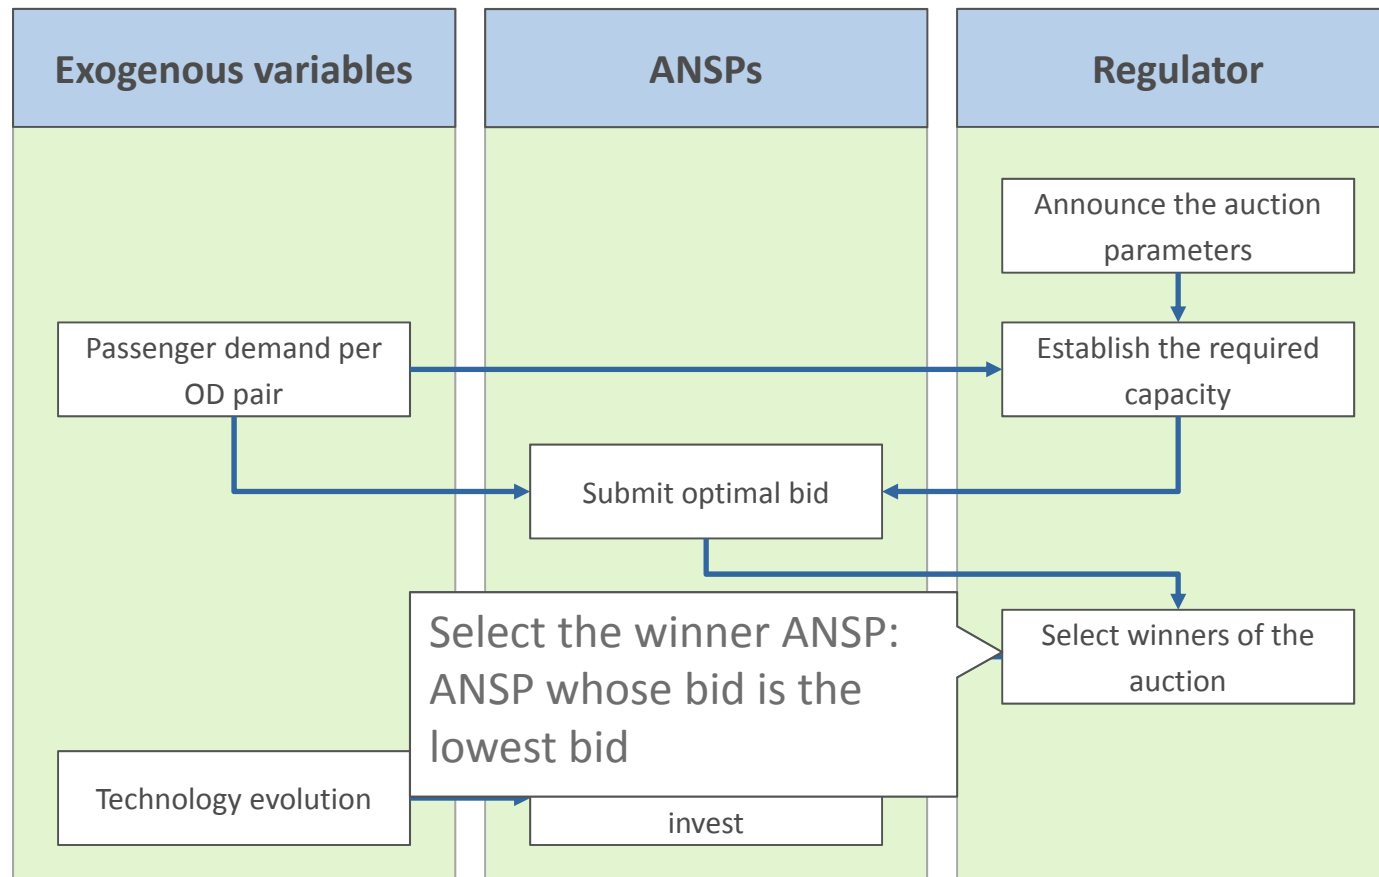 Exogenous variables
ANSPs
Regulator
Announce the auction
parameters
Passenger demand per
OD pair
Establish the required
capacity
Submit optimal bid
Select the winner ANSP:
ANSP whose bid is the
lowest bid
Select winners of the
auction
Technology evolution
invest